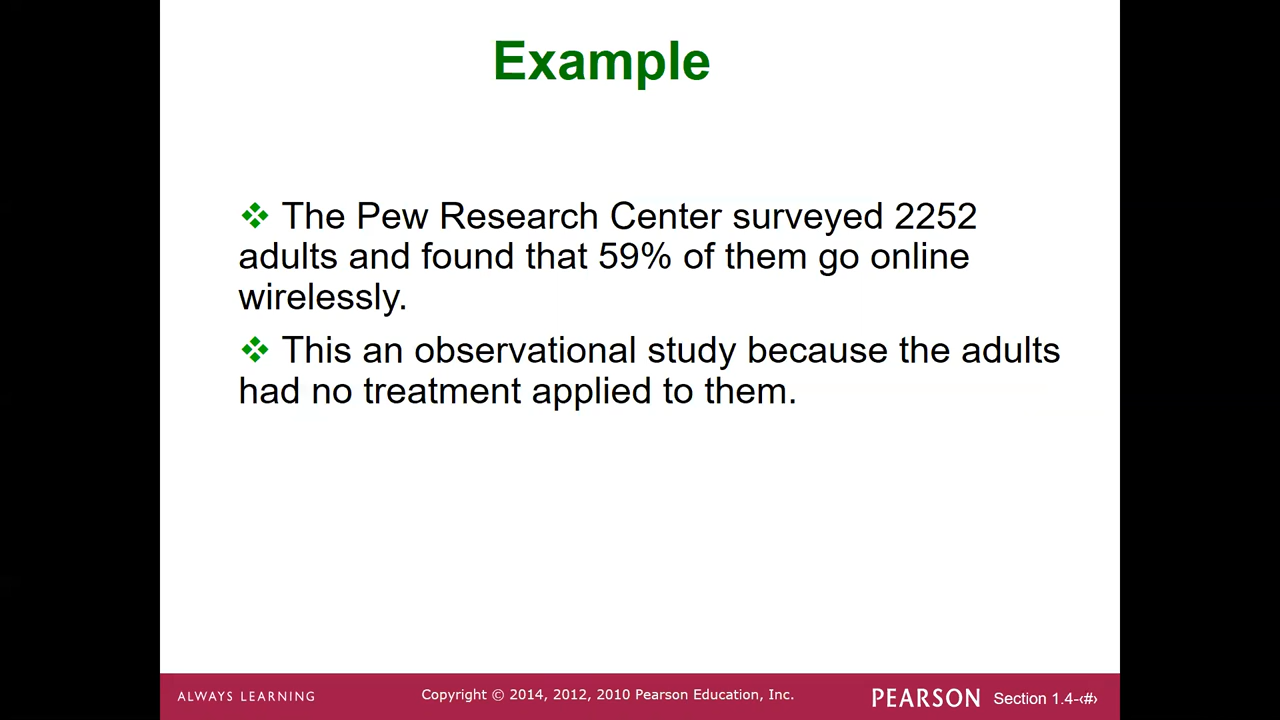 Example
❖ The Pew Research Center surveyed 2252
adults and found that 59% of them go online
wirelessly.
❖ This an observational study because the adults
had no treatment applied to them.
ALWAYS LEARNING
Copyright © 2014, 2012, 2010 Pearson Education, Inc.
PEARSON
Section 1.4-‹#›